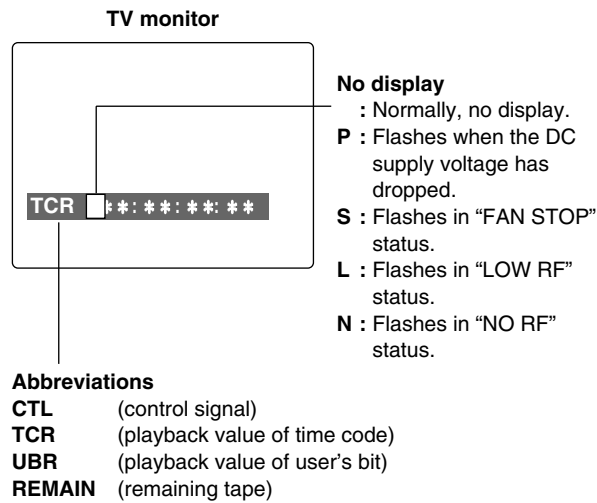 TV monitor
TCR **:**:**:**
No display
: Normally, no display.
P : Flashes when the DC
supply voltage has
dropped.
S : Flashes in “FAN STOP”
status.
L : Flashes in “LOW RF”
status.
N : Flashes in “NO RF”
status.
Abbreviations
CTL (control signal)
TCR (playback value of time code)
UBR (playback value of user's bit)
REMAIN (remaining tape)